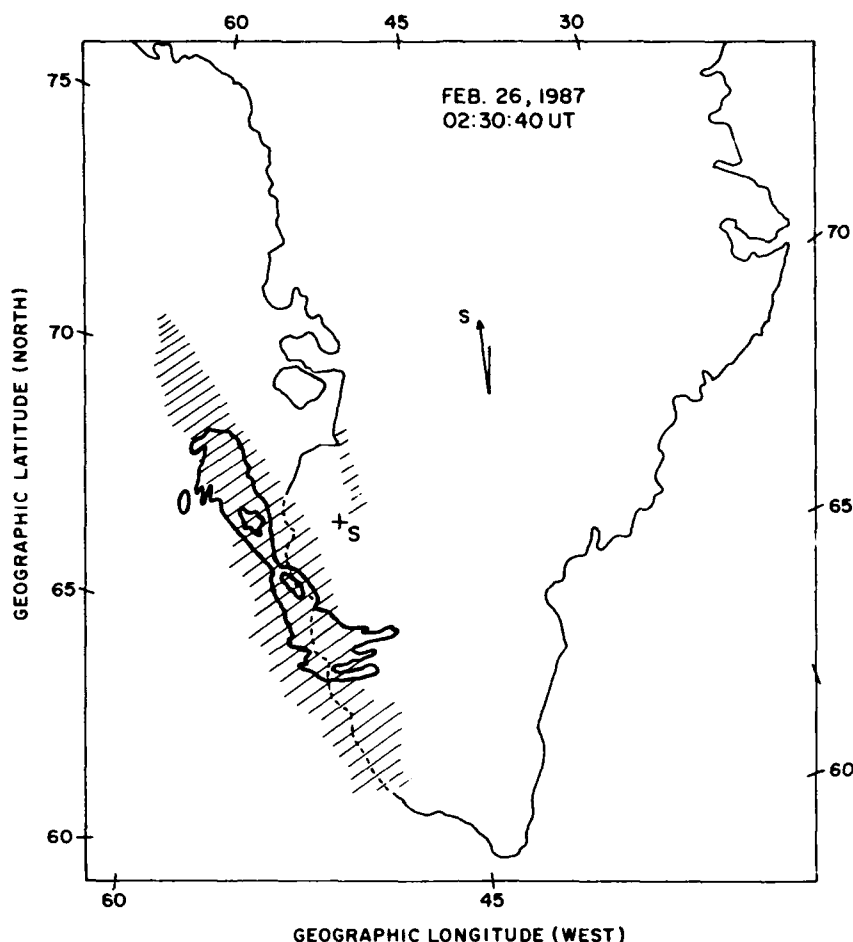 60 45 30
75
FEB. 26, 1987
02:30:40 UT
70
S
70
GEOGRAPHIC LATITUDE (NORTH)
65
S
65
60
60
60 45
GEOGRAPHIC LONGITUDE (WEST)